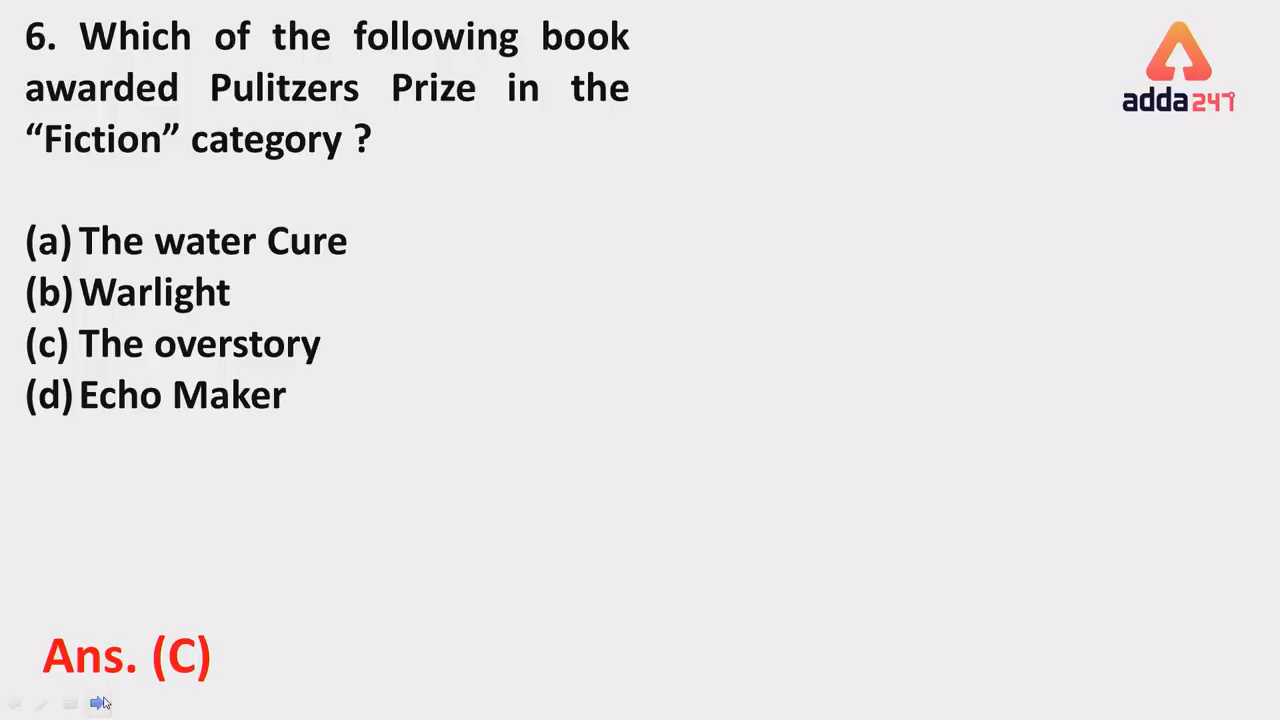 6. Which of the following book
awarded Pulitzers Prize in the
“Fiction” category ?
(a) The water Cure
(b) Warlight
(c) The overstory
(d) Echo Maker
Ans. (C)
adda247